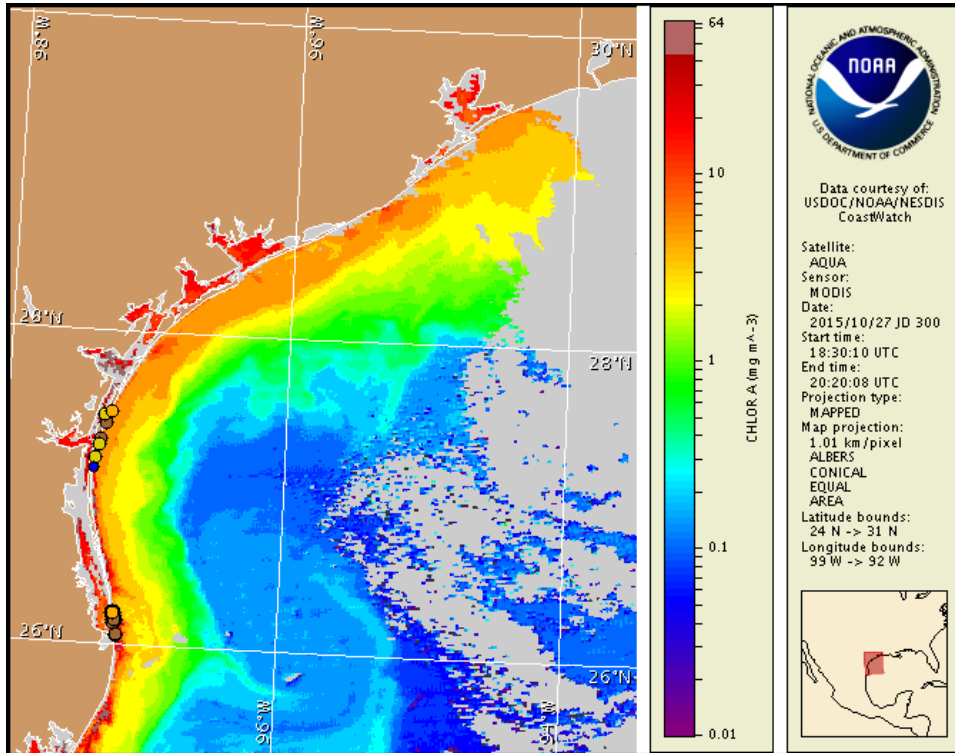 98°W
96°W
30°N
28°N
28°N
26°N
26°N
96°W
94°W
64
10
1
0.1
0.01
CHLOR A (mg m^-3)
NATIONAL OCEANIC AND ATMOSPHERIC ADMINISTRATION
NOAA
U.S. DEPARTMENT OF COMMERCE
Data courtesy of:
USDOC/NOAA/NESDIS
CoastWatch
Satellite:
AQUA
Sensor:
MODIS
Date:
2015/10/27 JD 300
Start time:
18:30:10 UTC
End time:
20:20:08 UTC
Projection type:
MAPPED
Map projection:
1.01 km/pixel
ALBERS
CONICAL
EQUAL
AREA
Latitude bounds:
24 N -> 31 N
Longitude bounds:
99 W -> 92 W